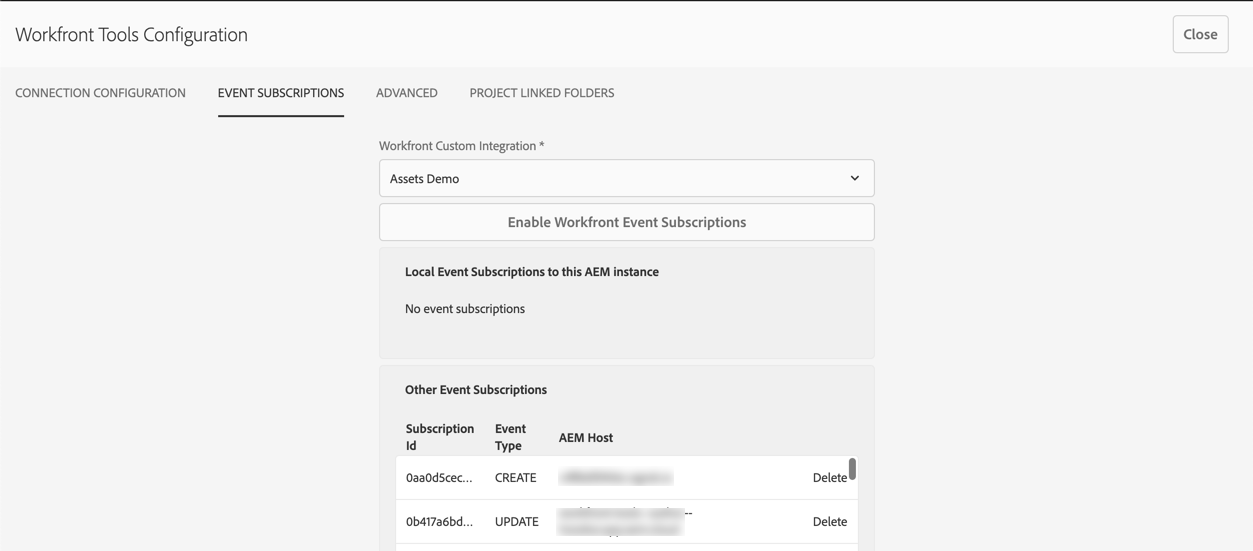 Workfront Tools Configuration
Close
CONNECTION CONFIGURATION
EVENT SUBSCRIPTIONS
ADVANCED
PROJECT LINKED FOLDERS
Workfront Custom Integration *
Assets Demo
Enable Workfront Event Subscriptions
Local Event Subscriptions to this AEM instance
No event subscriptions
Other Event Subscriptions
Subscription
Id
Event
Type
AEM Host
0aa0d5cec...
CREATE
Delete
0b417a6bd...
UPDATE
Delete